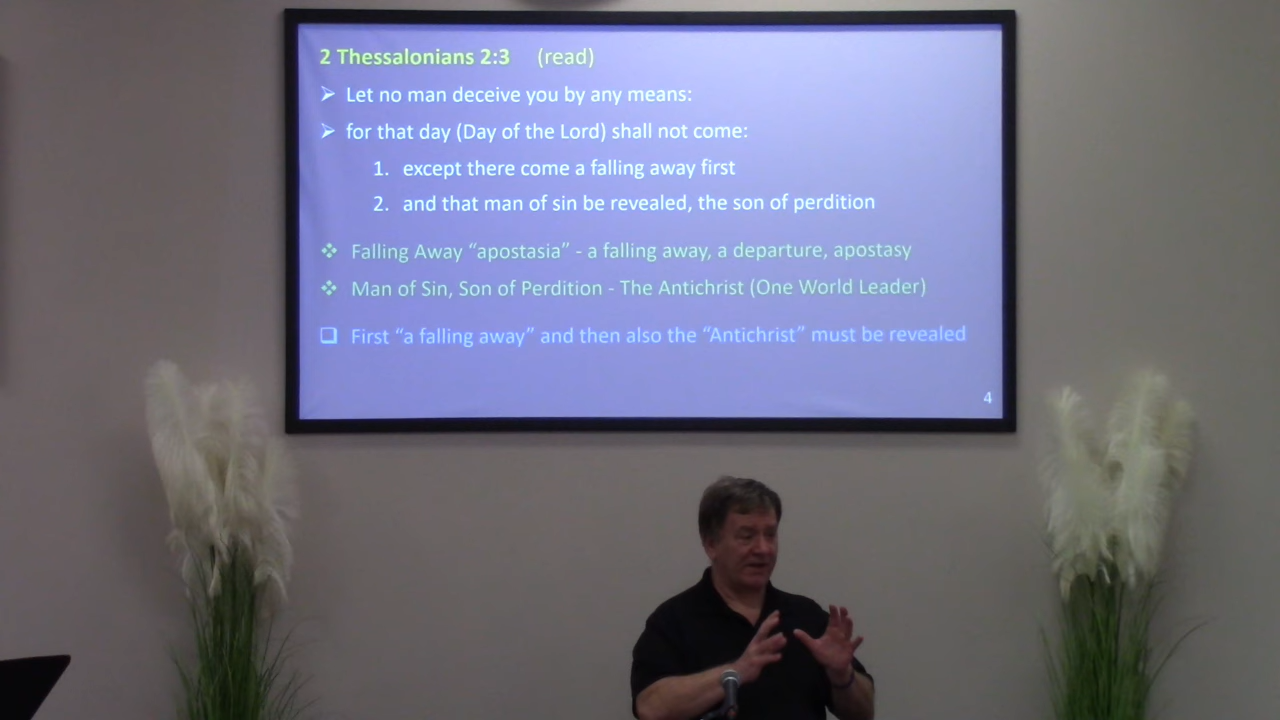 2 Thessalonians 2:3 (read)
➢ Let no man deceive you by any means:
➢ for that day (Day of the Lord) shall not come:
1. except there come a falling away first
2. and that man of sin be revealed, the son of perdition
❖ Falling Away “apostasia” - a falling away, a departure, apostasy
❖ Man of Sin, Son of Perdition - The Antichrist (One World Leader)
❑ First “a falling away” and then also the “Antichrist” must be revealed
4